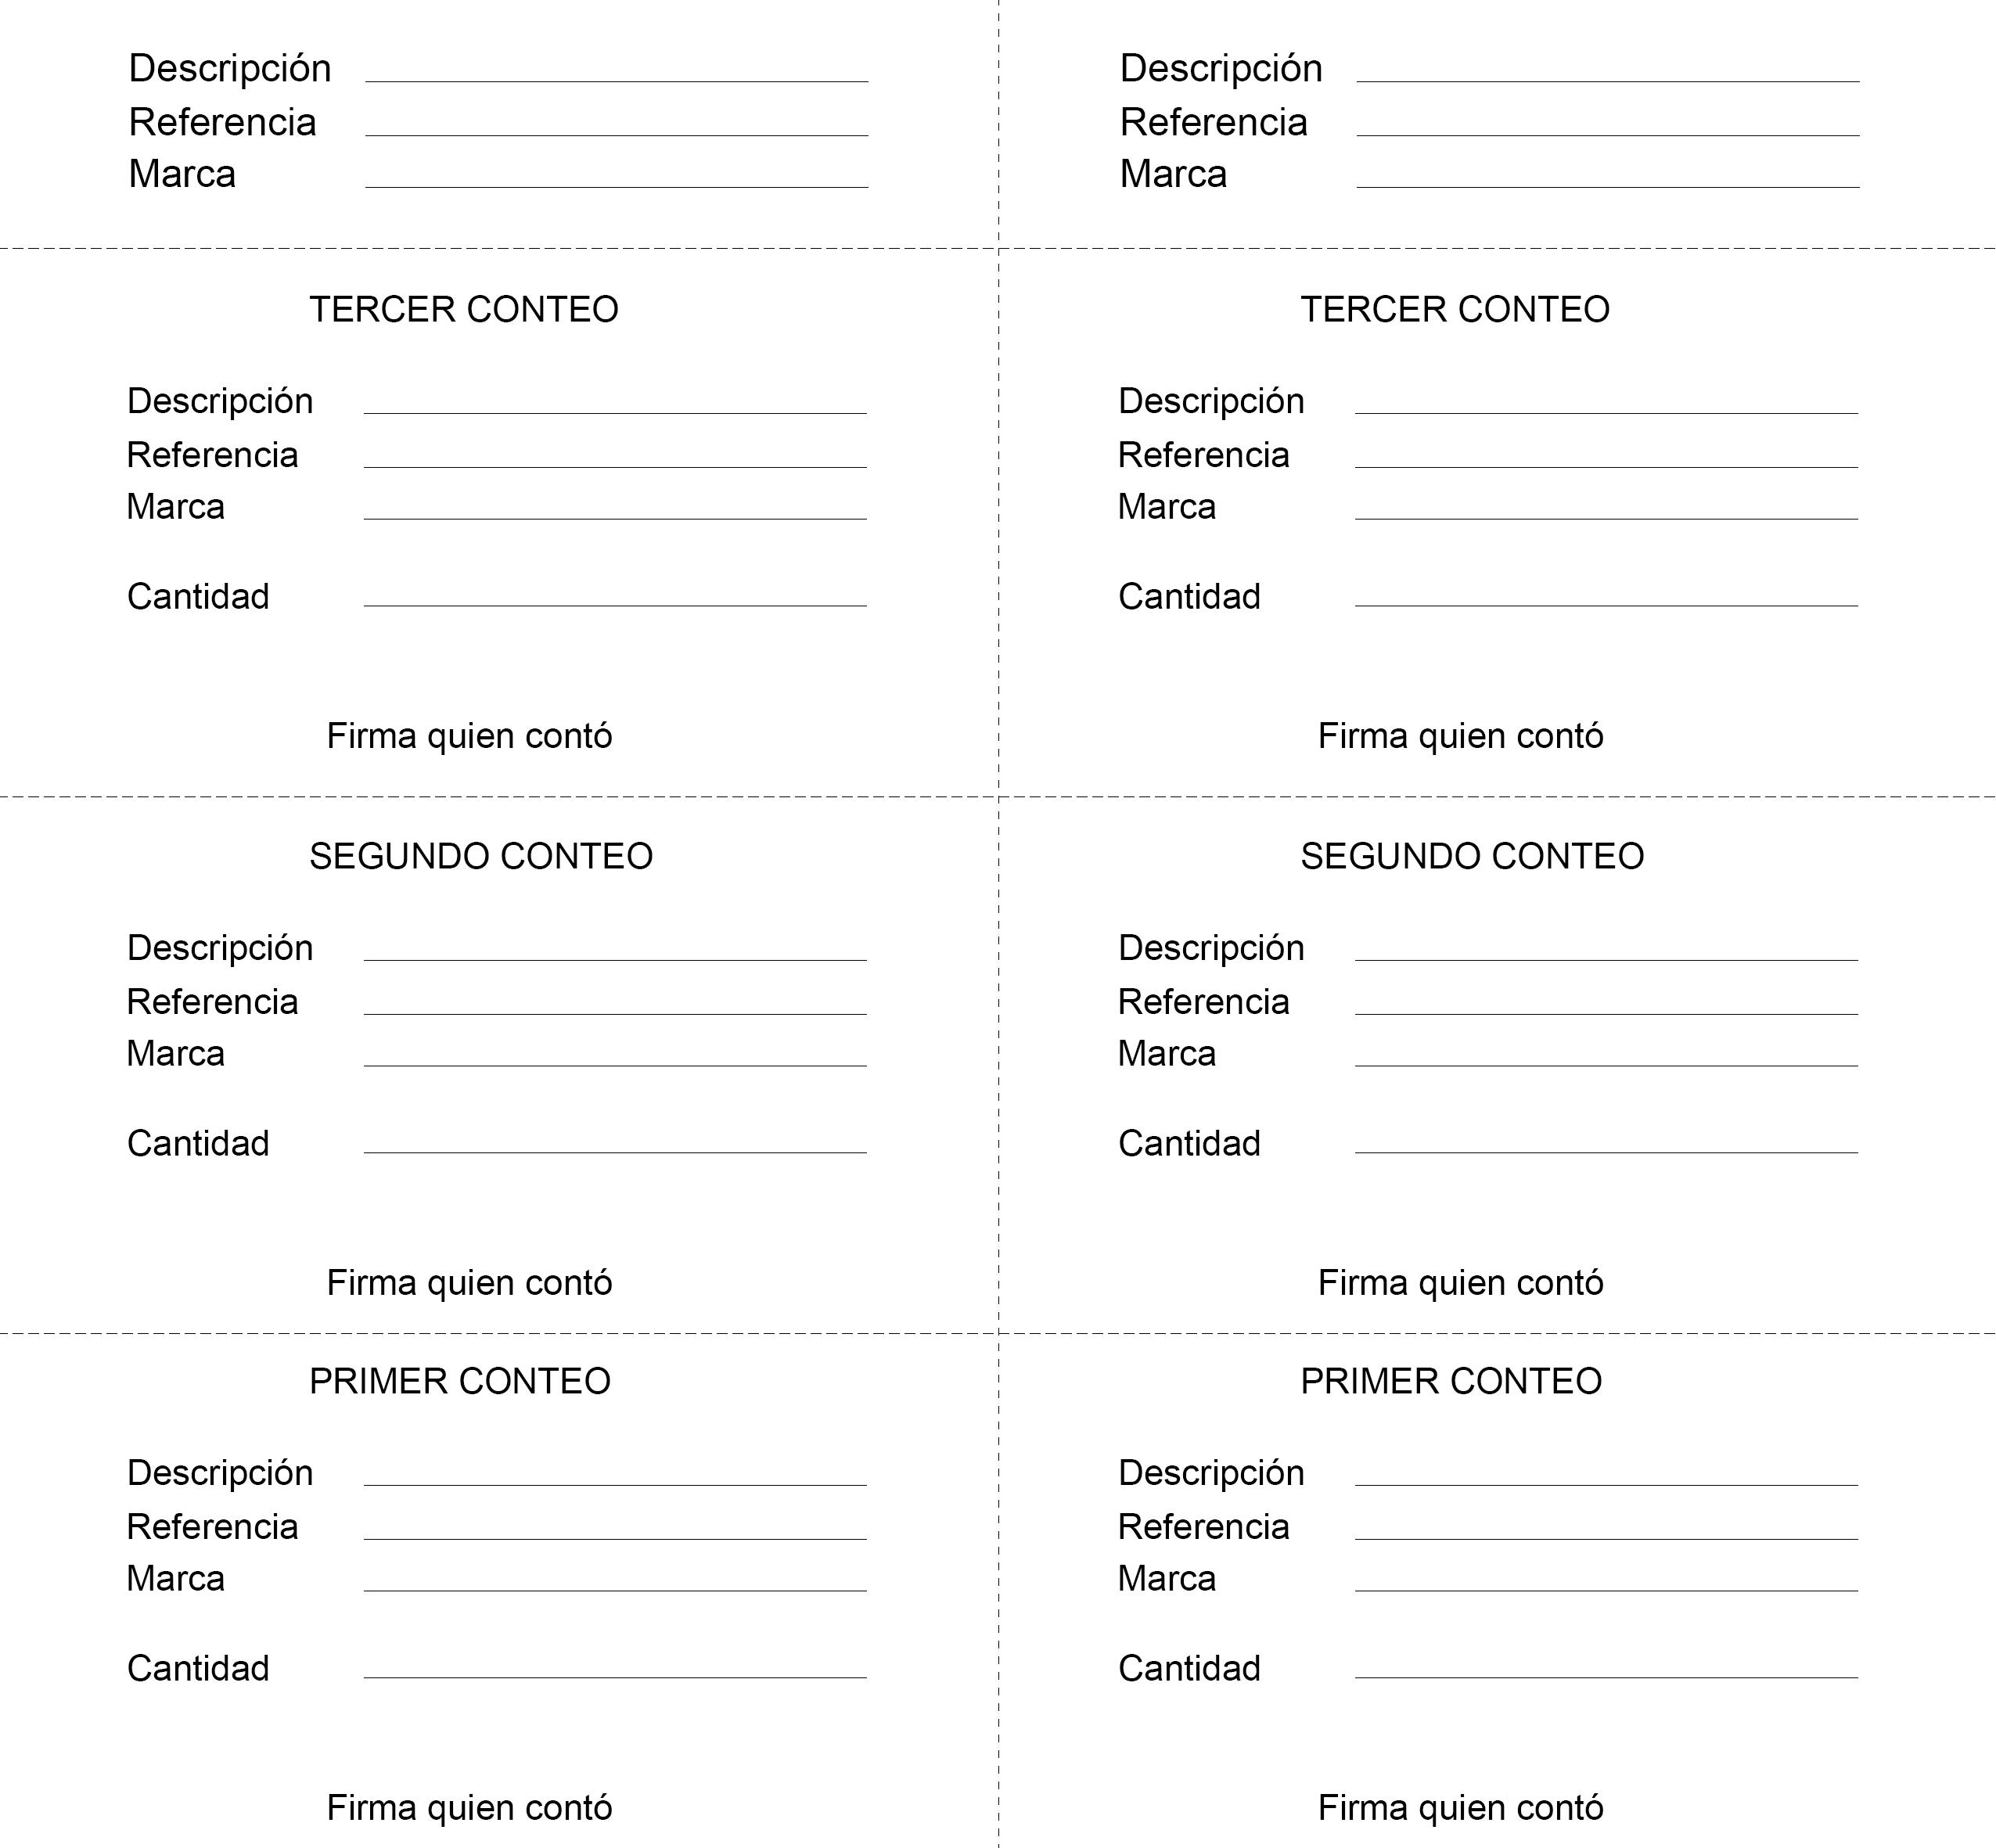 Descripción
Referencia
Marca
Descripción
Referencia
Marca
TERCER CONTEO
Descripción
Referencia
Marca
Cantidad
Firma quien contó
TERCER CONTEO
Descripción
Referencia
Marca
Cantidad
Firma quien contó
SEGUNDO CONTEO
Descripción
Referencia
Marca
Cantidad
Firma quien contó
SEGUNDO CONTEO
Descripción
Referencia
Marca
Cantidad
Firma quien contó
PRIMER CONTEO
Descripción
Referencia
Marca
Cantidad
Firma quien contó
PRIMER CONTEO
Descripción
Referencia
Marca
Cantidad
Firma quien contó